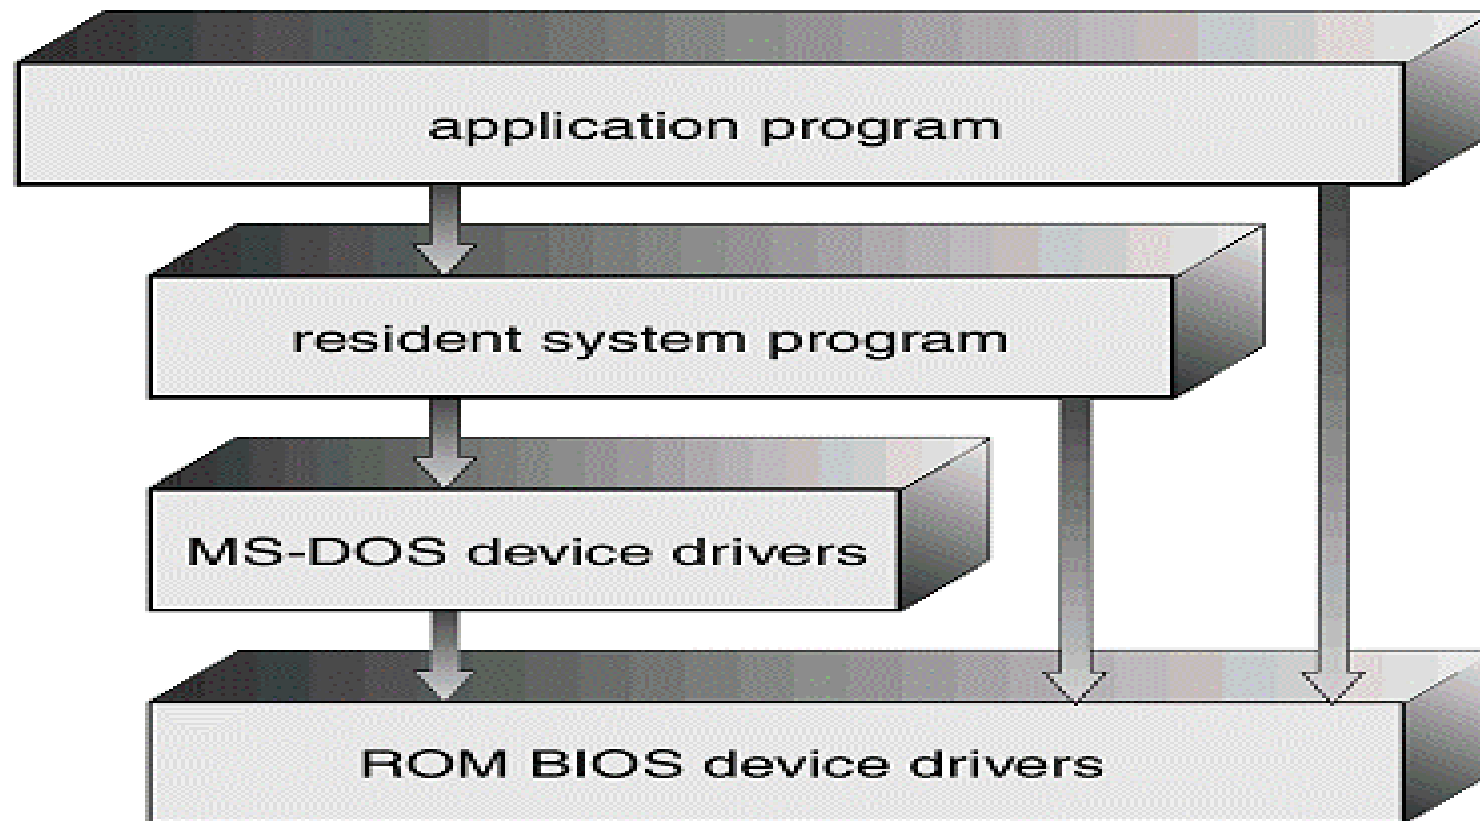 application program
resident system program
MS-DOS device drivers
ROM BIOS device drivers